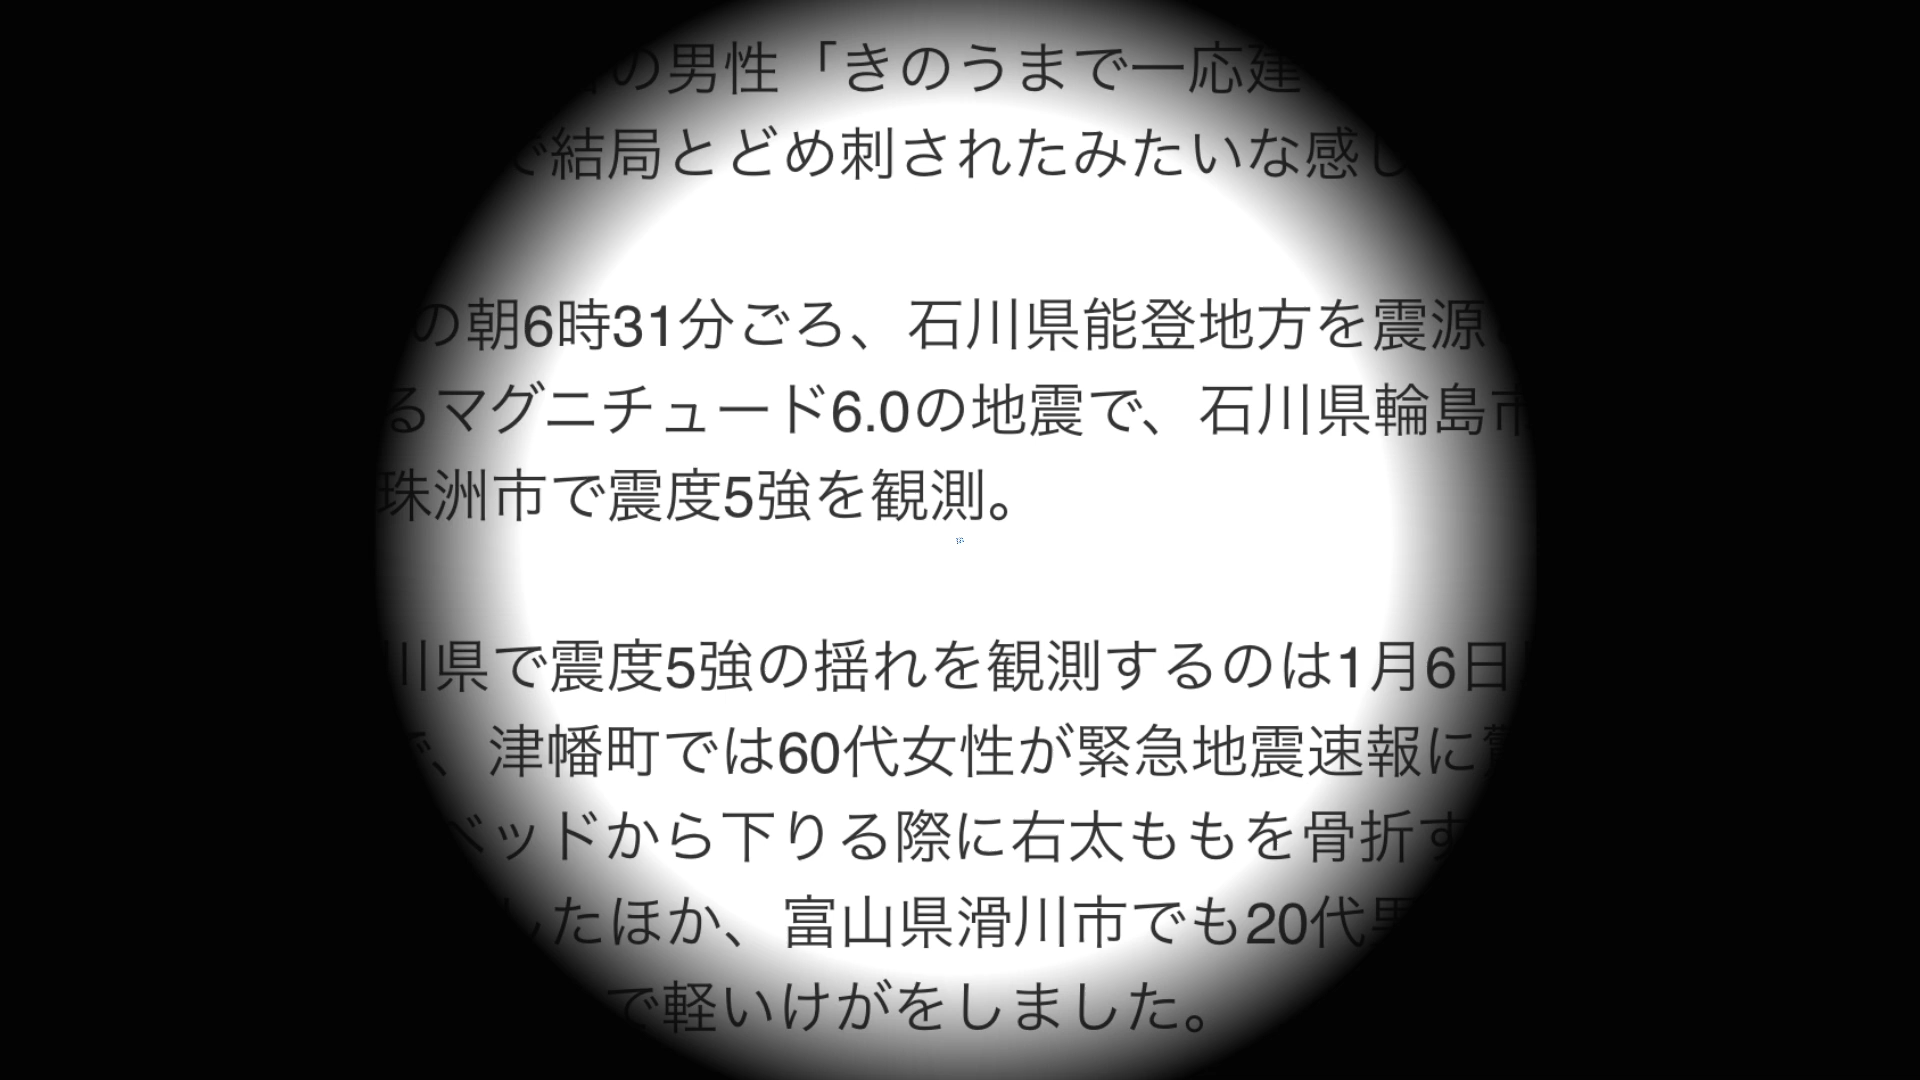 の男性「きのうまで一応建
で結局とどめ刺されたみたいな感じ
の朝6時31分ごろ、石川県能登地方を震源
るマグニチュード6.0の地震で、石川県輪島市
珠洲市で震度5強を観測。
川県で震度5強の揺れを観測するのは1月6日
で、津幡町では60代女性が緊急地震速報に驚
ベッドから下りる際に右太ももを骨折す
したほか、富山県滑川市でも20代男
で軽いけがをしました。